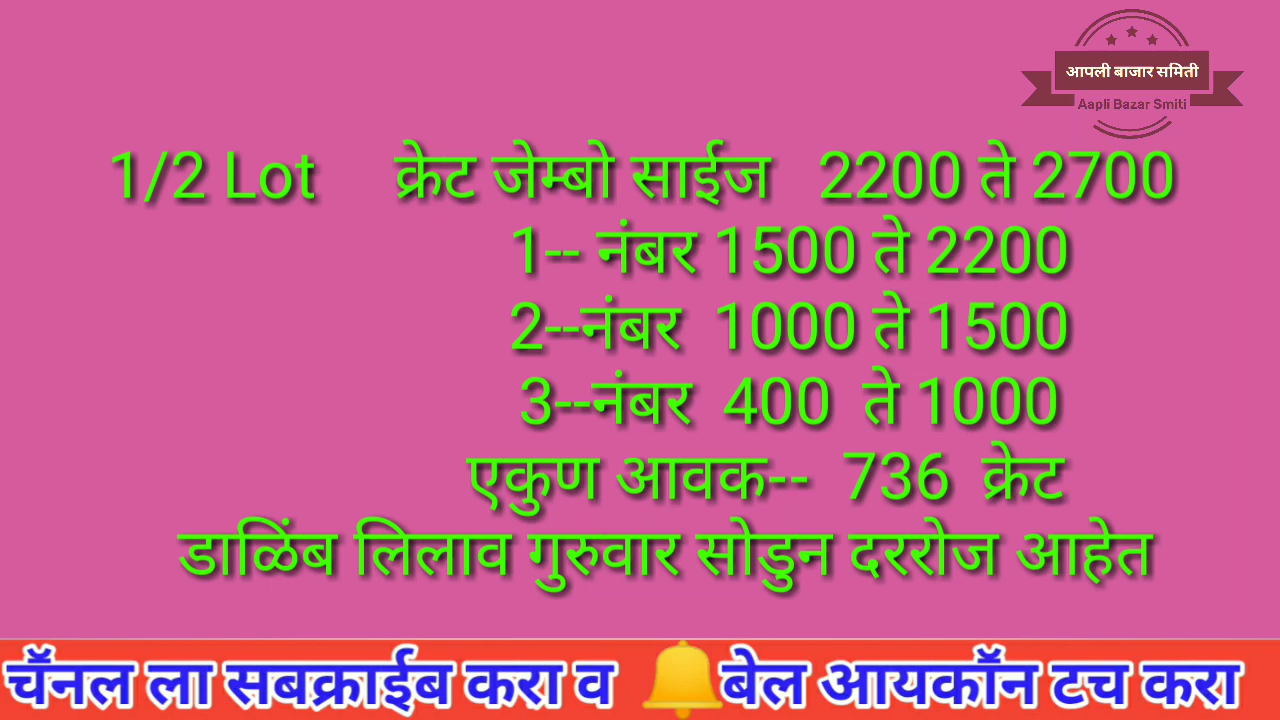 आपली बाजार समिती
Aapli Bazar Smiti
1/2 Lot क्रेट जेम्बो साईज 2200 ते 2700
1-- नंबर 1500 ते 2200
2--नंबर 1000 ते 1500
3--नंबर 400 ते 1000
एकुण आवक-- 736 क्रेट
डाळिंब लिलाव गुरुवार सोडुन दररोज आहेत
चॅनल ला सबक्राईब करा व 🔔बेल आयकॉन टच करा